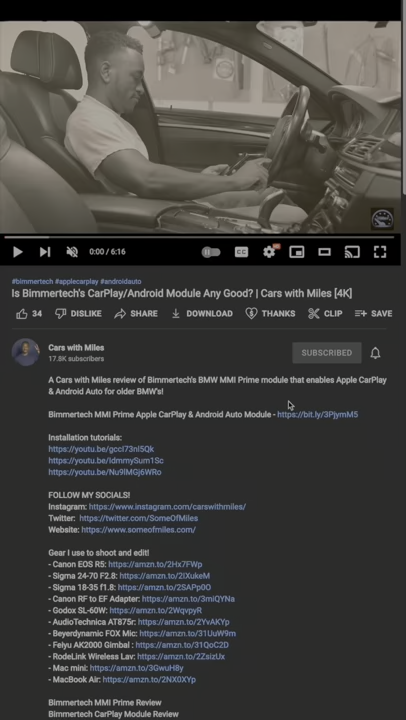 0:00 / 6:16
CC
#bimmertech #applecarplay #androidauto
Is Bimmertech's CarPlay/Android Module Any Good? | Cars with Miles [4K]
34 DISLIKE SHARE DOWNLOAD THANKS CLIP SAVE
Cars with Miles
17.8K subscribers
SUBSCRIBED
A Cars with Miles review of Bimmertech's BMW MMI Prime module that enables Apple CarPlay
& Android Auto for older BMW's!
Bimmertech MMI Prime Apple CarPlay & Android Auto Module - https://bit.ly/3PjymM5
Installation tutorials:
https://youtu.be/gccI73nI5Qk
https://youtu.be/IdmmySum1Sc
https://youtu.be/Nu9lMGj6WRo
FOLLOW MY SOCIALS!
Instagram: https://www.instagram.com/carswithmiles/
Twitter: https://twitter.com/SomeOfMiles
Website: https://www.someofmiles.com/
Gear I use to shoot and edit!
- Canon EOS R5: https://amzn.to/2Hx7FWp
- Sigma 24-70 F2.8: https://amzn.to/2IXukeM
- Sigma 18-35 f1.8: https://amzn.to/2SAPp0O
- Canon RF to EF Adapter: https://amzn.to/3miQYNa
- Godox SL-60W: https://amzn.to/2WqvpyR
- AudioTechnica AT875r: https://amzn.to/2YvAKYp
- Beyerdynamic FOX Mic: https://amzn.to/31UuW9m
- Feiyu AK2000 Gimbal : https://amzn.to/31QoC2D
- RodeLink Wireless Lav: https://amzn.to/2ZsizUx
- Mac mini: https://amzn.to/3GwuH8y
- MacBook Air: https://amzn.to/2NX0XYp
Bimmertech MMI Prime Review
Bimmertech CarPlay Module Review